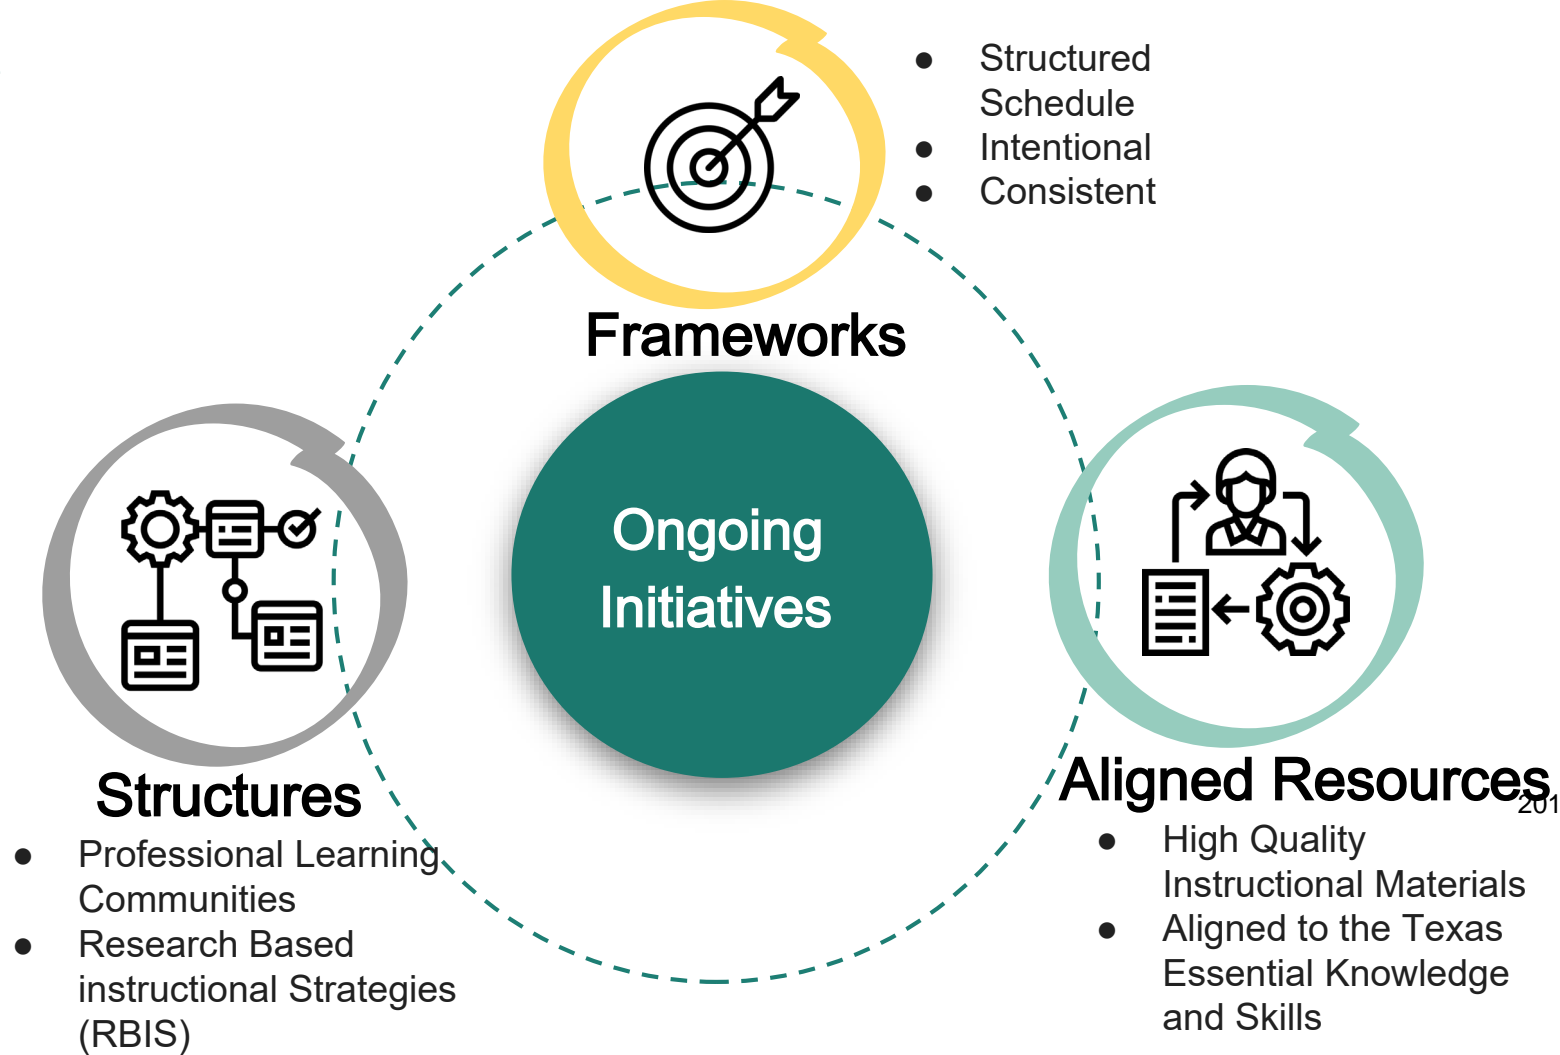 ● Structured
Schedule
● Intentional
● Consistent
Frameworks
Ongoing
Initiatives
Structures
● Professional Learning
Communities
● Research Based
instructional Strategies
(RBIS)
Aligned Resources
201
● High Quality
Instructional Materials
● Aligned to the Texas
Essential Knowledge
and Skills